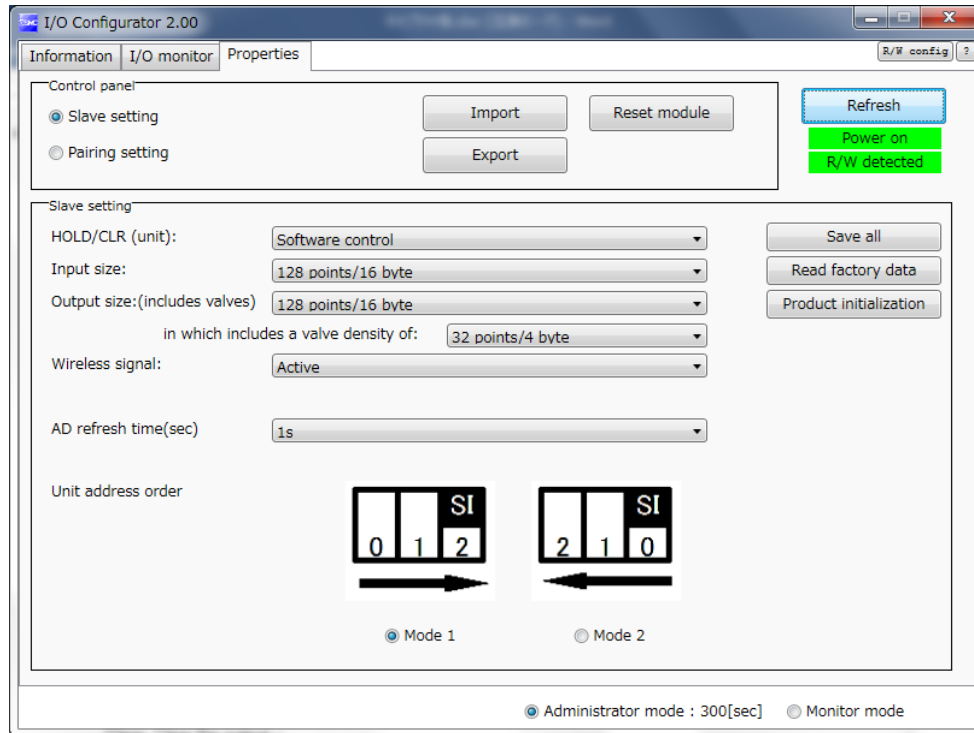 SMC I/O Configurator 2.00
Information I/O monitor Properties R/W config ?
Control panel
Slave setting Import Reset module Refresh
Power on
Pairing setting Export R/W detected
Slave setting
HOLD/CLR (unit): Software control Save all
Input size: 128 points/16 byte Read factory data
Output size:(includes valves) 128 points/16 byte Product initialization
in which includes a valve density of: 32 points/4 byte
Wireless signal: Active
AD refresh time(sec) 1s
Unit address order
SI SI
0 1 2 2 1 0
Mode 1 Mode 2
Administrator mode : 300[sec] Monitor mode